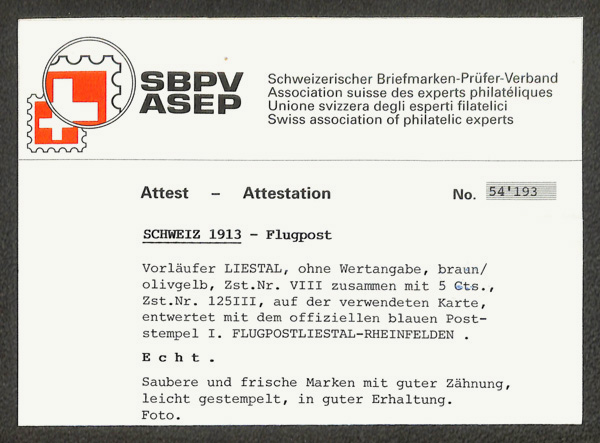 SBPV
ASEP
Schweizerischer Briefmarken-Prüfer-Verband
Association suisse des experts philatéliques
Unione svizzera degli esperti filatelici
Swiss association of philatelic experts
Attest – Attestation No. 54'193
SCHWEIZ 1913 - Flugpost
Vorläufer LIESTAL, ohne Wertangabe, braun/
olivgelb, Zst.Nr. VIII zusammen mit 5 Cts.,
Zst.Nr. 125III, auf der verwendeten Karte,
entwertet mit dem offiziellen blauen Post-
stempel I. FLUGPOSTLIESTAL-RHEINFELDEN .
E c h t .
Saubere und frische Marken mit guter Zähnung,
leicht gestempelt, in guter Erhaltung.
Foto.